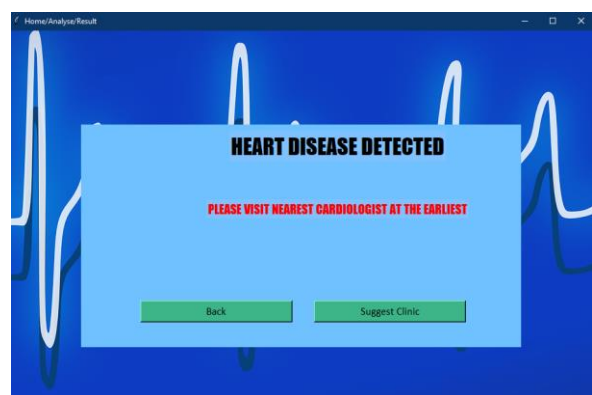 Home/Analyse/Result
HEART DISEASE DETECTED
PLEASE VISIT NEAREST CARDIOLOGIST AT THE EARLIEST
Back
Suggest Clinic